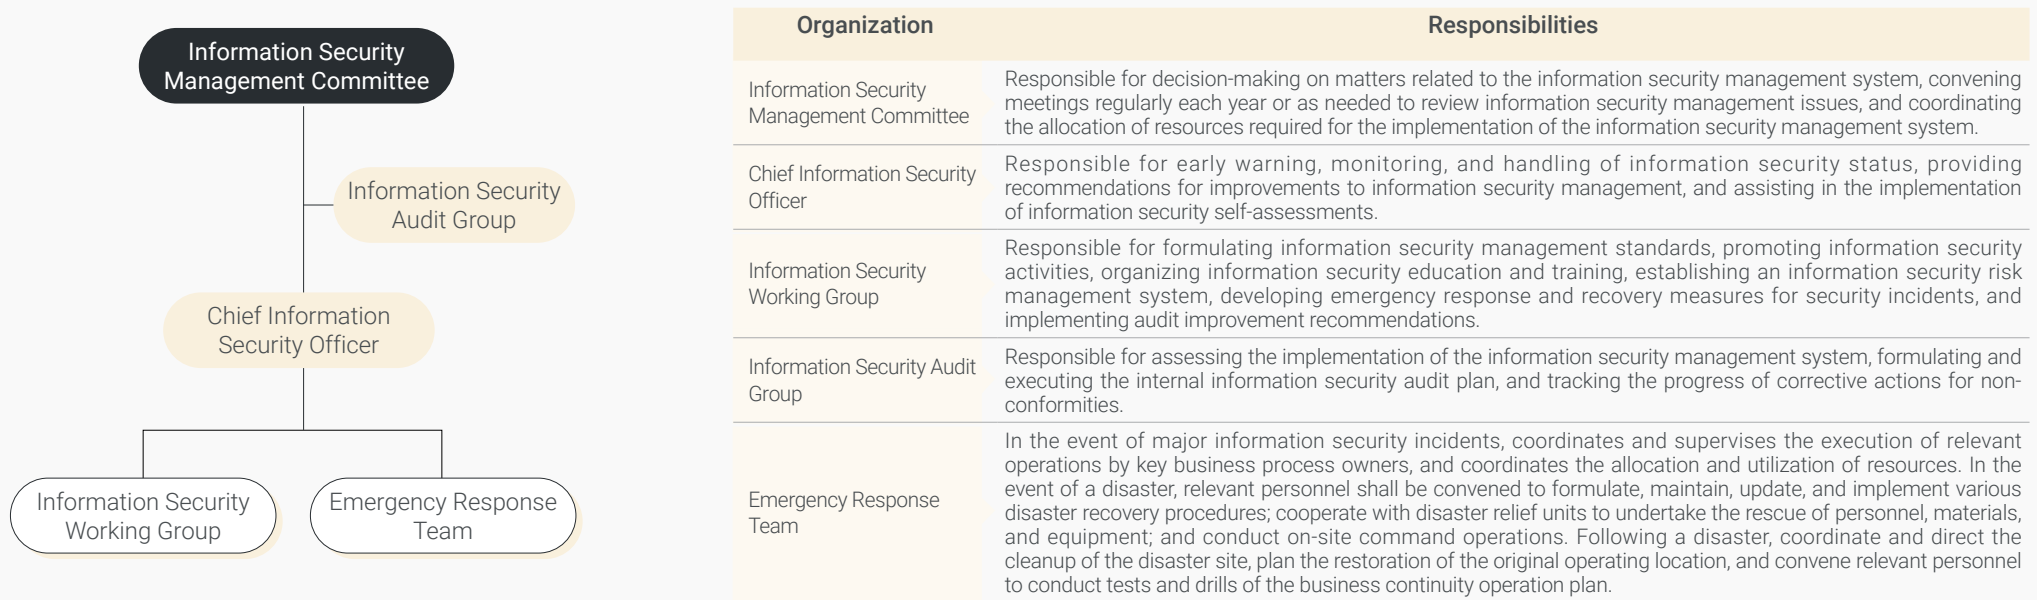 Information Security
Management Committee
Information Security
Audit Group
Chief Information
Security Officer
Information Security
Working Group
Emergency Response
Team
Organization
Responsibilities
Information Security
Management Committee
Responsible for decision-making on matters related to the information security management system, convening
meetings regularly each year or as needed to review information security management issues, and coordinating
the allocation of resources required for the implementation of the information security management system.
Chief Information Security
Officer
Responsible for early warning, monitoring, and handling of information security status, providing
recommendations for improvements to information security management, and assisting in the implementation
of information security self-assessments.
Information Security
Working Group
Responsible for formulating information security management standards, promoting information security
activities, organizing information security education and training, establishing an information security risk
management system, developing emergency response and recovery measures for security incidents, and
implementing audit improvement recommendations.
Information Security Audit
Group
Responsible for assessing the implementation of the information security management system, formulating and
executing the internal information security audit plan, and tracking the progress of corrective actions for non-
conformities.
Emergency Response
Team
In the event of major information security incidents, coordinates and supervises the execution of relevant
operations by key business process owners, and coordinates the allocation and utilization of resources. In the
event of a disaster, relevant personnel shall be convened to formulate, maintain, update, and implement various
disaster recovery procedures; cooperate with disaster relief units to undertake the rescue of personnel, materials,
and equipment; and conduct on-site command operations. Following a disaster, coordinate and direct the
cleanup of the disaster site, plan the restoration of the original operating location, and convene relevant personnel
to conduct tests and drills of the business continuity operation plan.